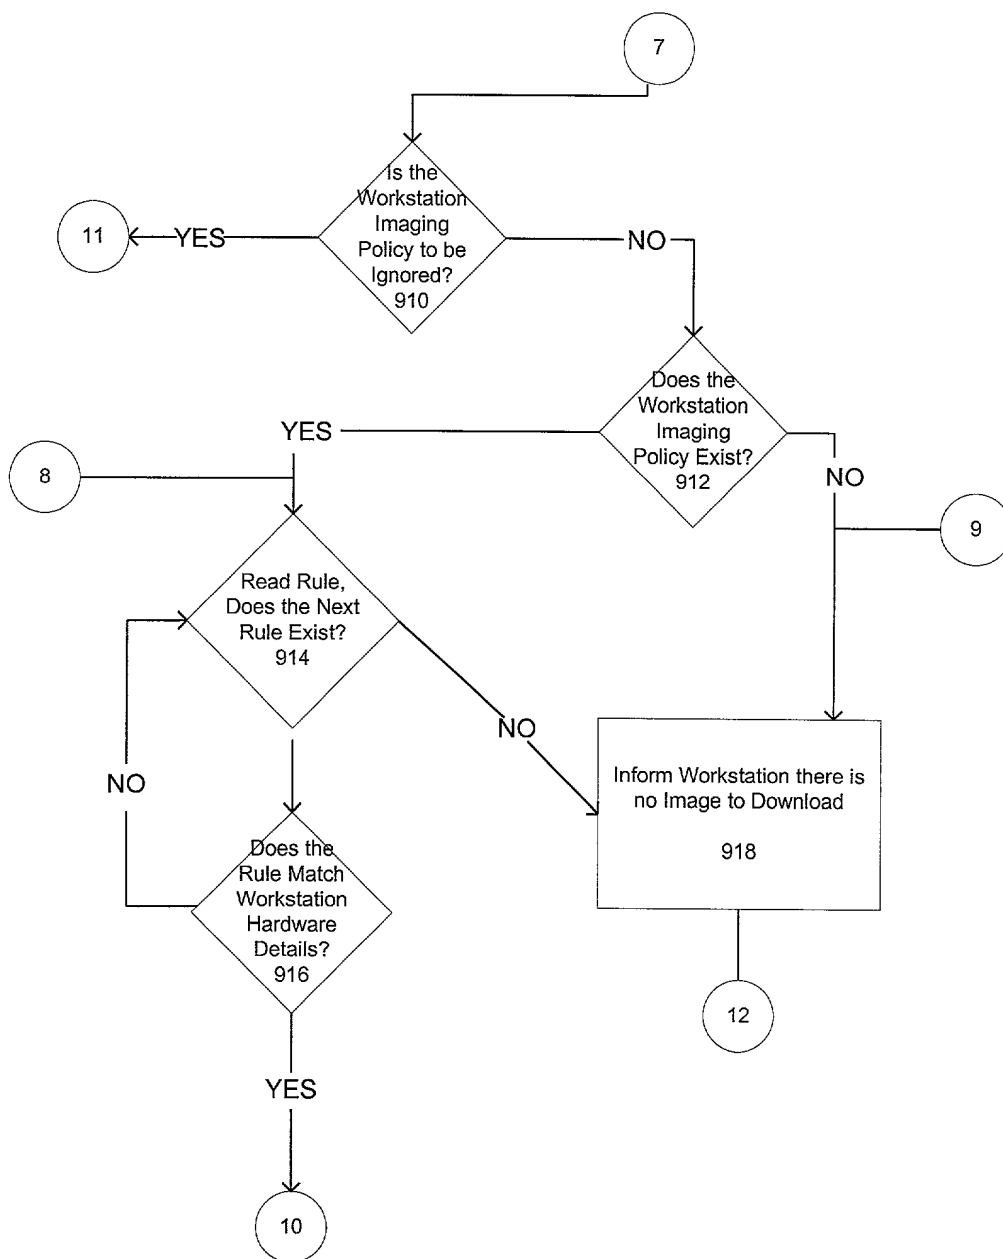 7
Is the
Workstation
Imaging
Policy to be
Ignored?
910
11
YES
NO
Does the
Workstation
Imaging
Policy Exist?
912
YES
NO
8
9
Read Rule,
Does the Next
Rule Exist?
914
NO
NO
Inform Workstation there is
no Image to Download
918
Does the
Rule Match
Workstation
Hardware
Details?
916
12
YES
10